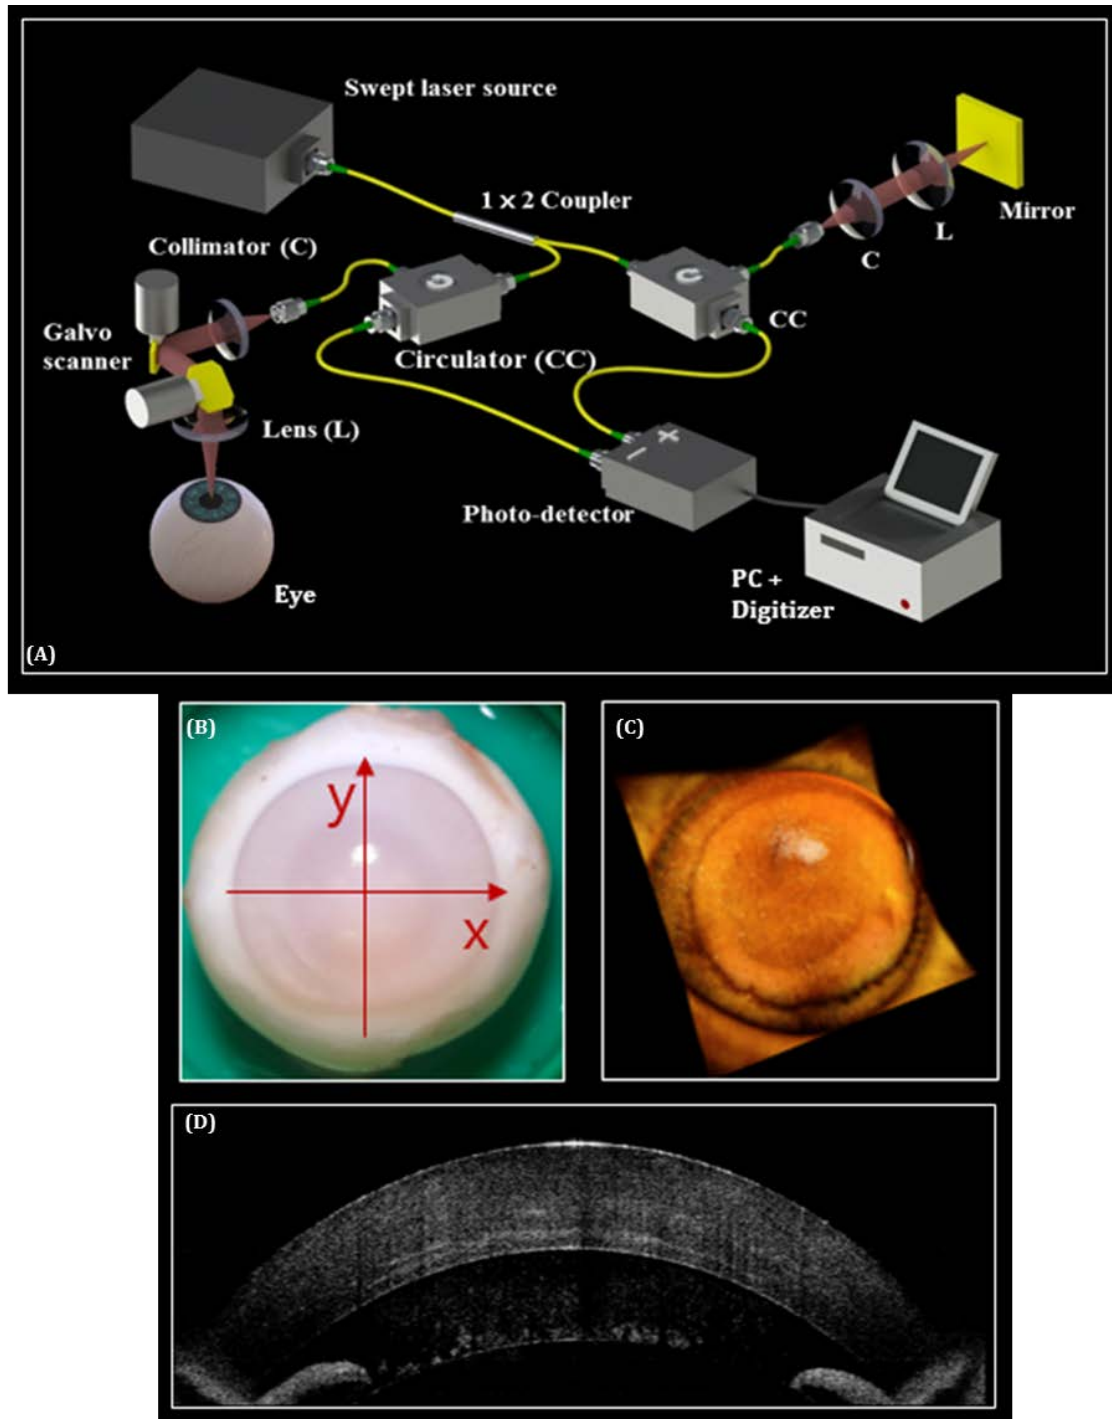 Swept laser source
1 × 2 Coupler
Mirror
L
C
Collimator (C)
CC
Galvo
scanner
Circulator (CC)
Lens (L)
+
−
Photo-detector
Eye
PC +
Digitizer
(A)
(B)
y
x
(C)
(D)